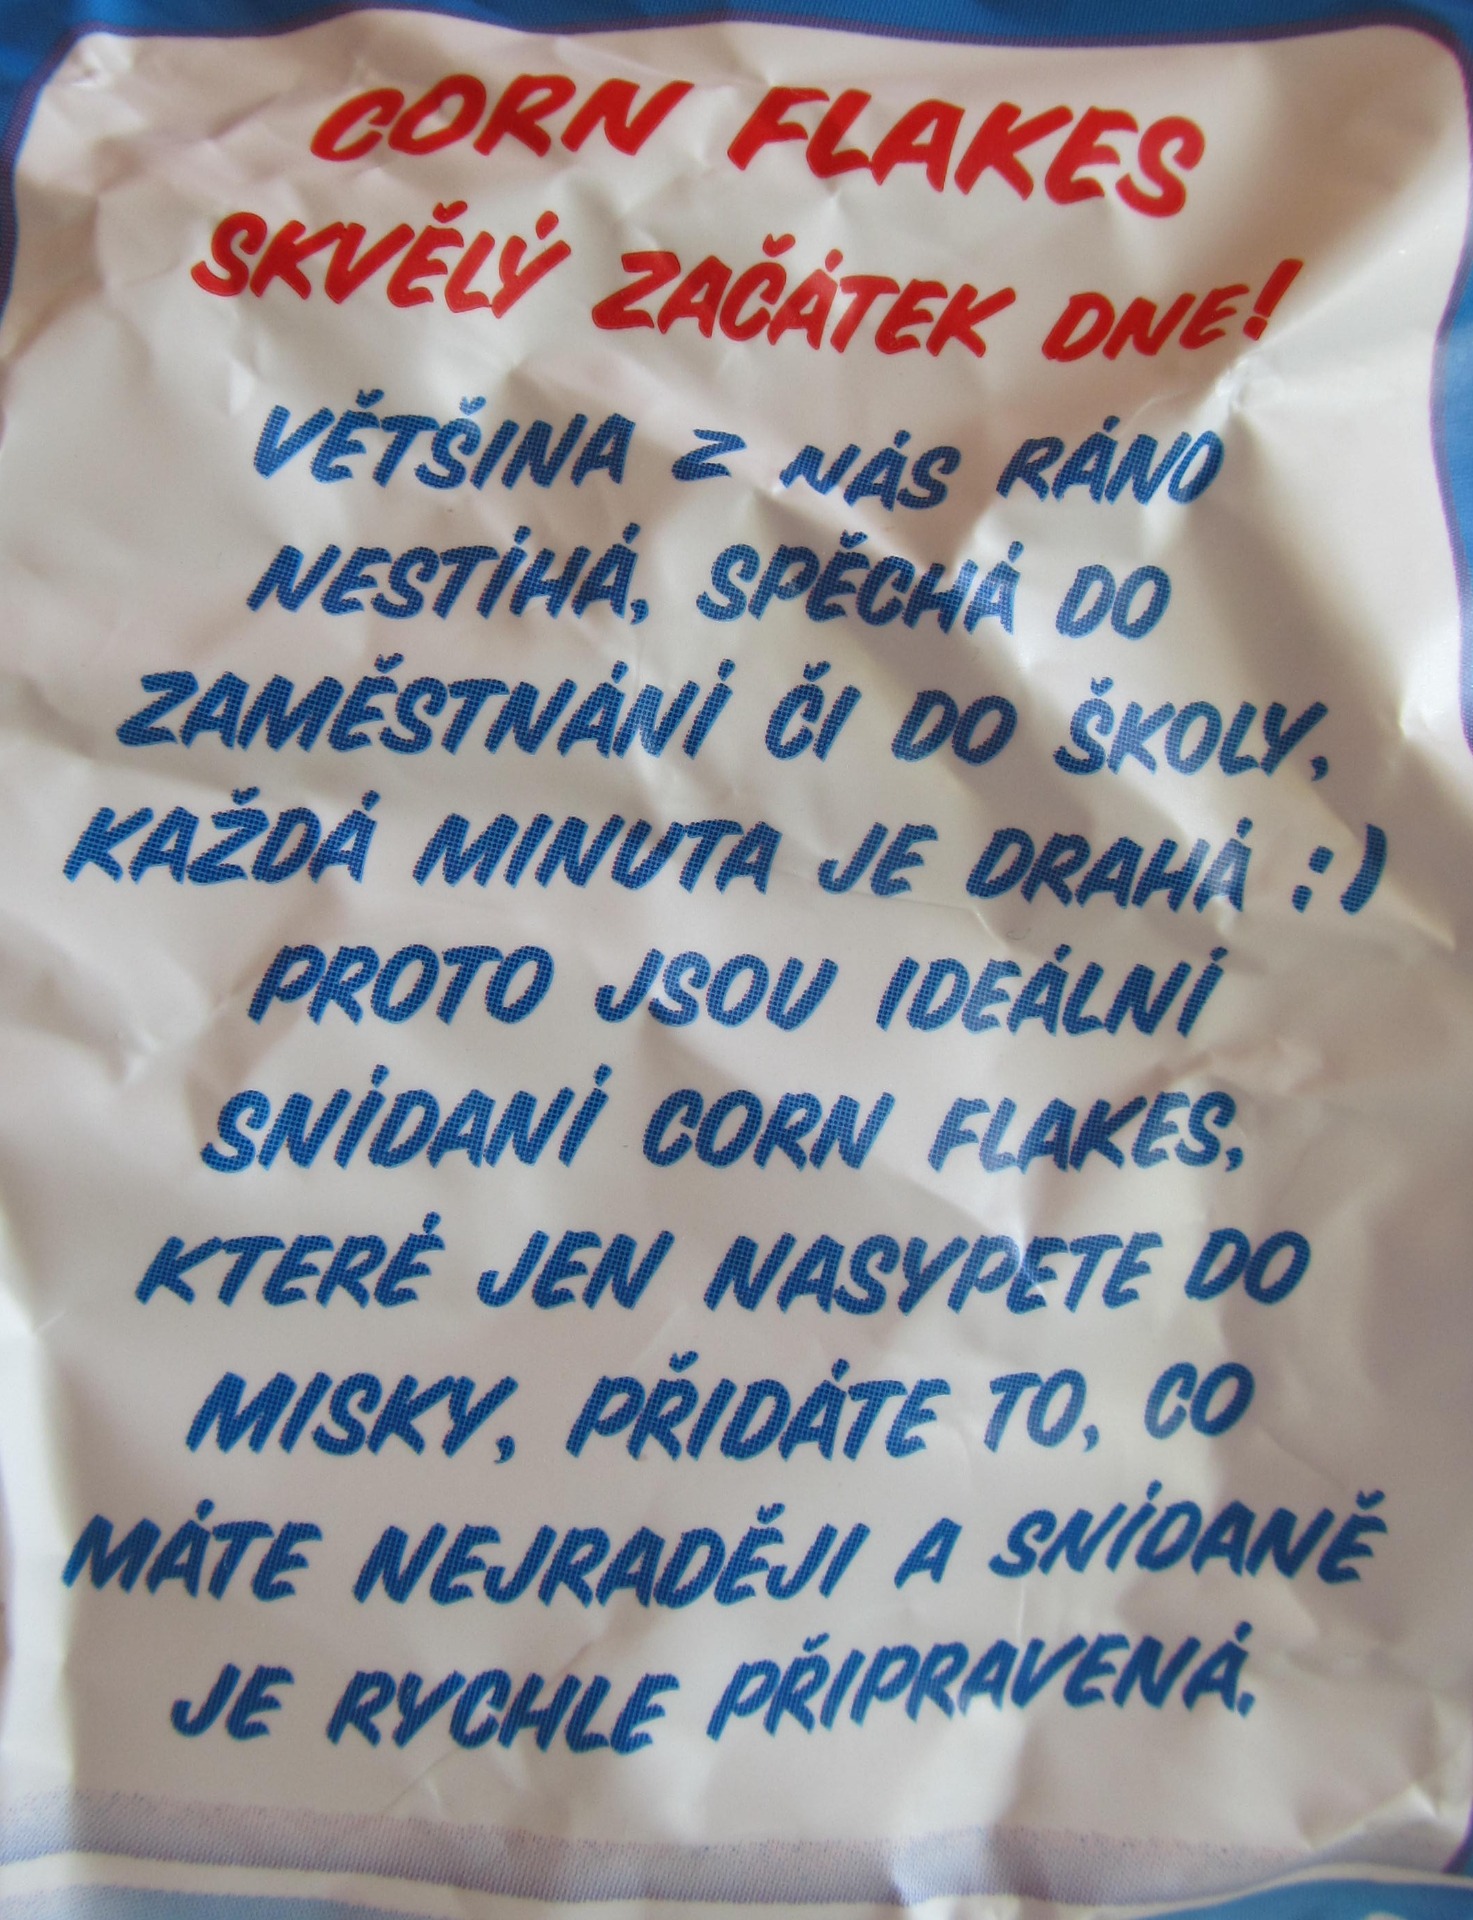 CORN FLAKES
SKVĚLÝ ZAČÁTEK DNE!
VĚTŠINA Z NÁS RÁNO
NESTÍHÁ, SPĚCHÁ DO
ZAMĚSTNÁNÍ ČI DO ŠKOLY,
KAŽDÁ MINUTA JE DRAHÁ :)
PROTO JSOU IDEÁLNÍ
SNÍDANÍ CORN FLAKES,
KTERÉ JEN NASYPETE DO
MISKY, PŘIDÁTE TO, CO
MÁTE NEJRADĚJI A SNÍDANĚ
JE RYCHLE PŘIPRAVENÁ.